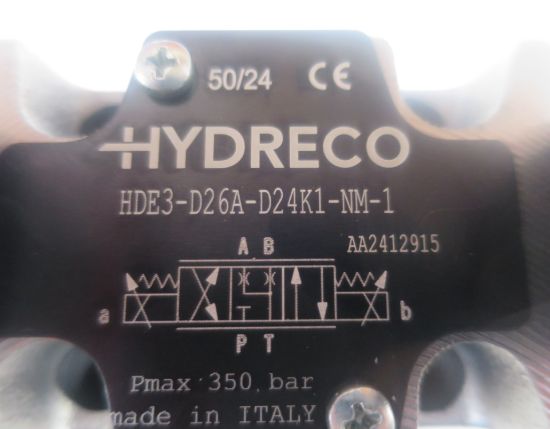 50/24 CE
HYDRECO
HDE3-D26A-D24K1-NM-1
A B AA2412915
a b
P T
Pmax 350 bar
made in ITALY